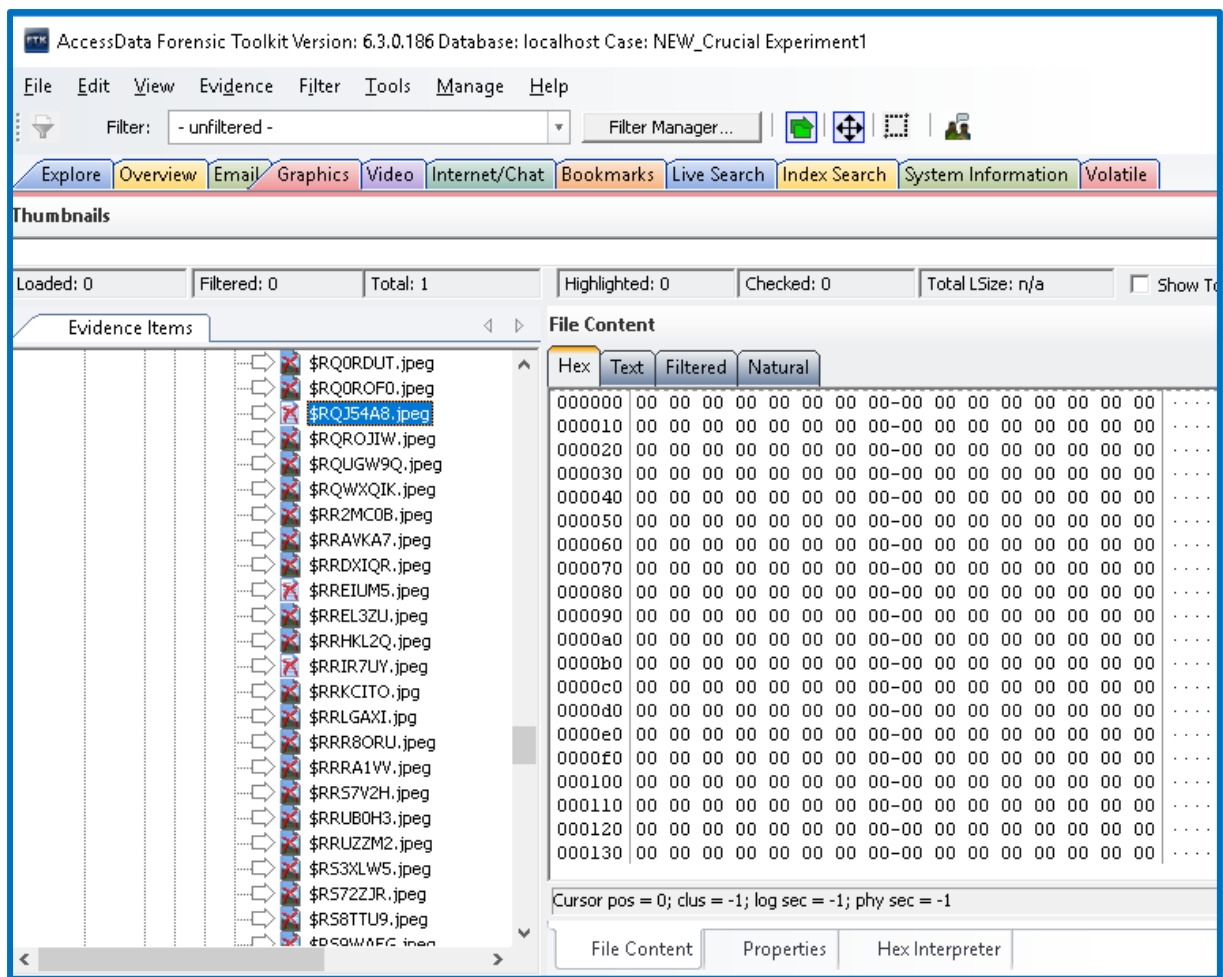 FTK AccessData Forensic Toolkit Version: 6.3.0.186 Database: localhost Case: NEW_Crucial Experiment1
File Edit View Evidence Filter Tools Manage Help
Filter: - unfiltered - Filter Manager...
Explore Overview Email Graphics Video Internet/Chat Bookmarks Live Search Index Search System Information Volatile
Thumbnails
Loaded: 0 Filtered: 0 Total: 1 Highlighted: 0 Checked: 0 Total LSize: n/a Show To
Evidence Items
$RQ0RDUT.jpeg
$RQ0ROF0.jpeg
$RQJ54A8.jpeg
$RQROJIW.jpeg
$RQUGW9Q.jpeg
$RQWXQIK.jpeg
$RR2MC0B.jpeg
$RRAVKA7.jpeg
$RRDXIQR.jpeg
$RREIUM5.jpeg
$RREL3ZU.jpeg
$RRHKL2Q.jpeg
$RRIR7UY.jpeg
$RRKCITO.jpg
$RRLGAXI.jpg
$RRR8ORU.jpeg
$RRS7V2H.jpeg
$RRUB0H3.jpeg
$RRUZZM2.jpeg
$RS3XLW5.jpeg
$RS72ZJR.jpeg
$RS8TTU9.jpeg
File Content
Hex Text Filtered Natural
000000 00 00 00 00 00 00 00 00-00 00 00 00 00 00 00 00 ····
000010 00 00 00 00 00 00 00 00-00 00 00 00 00 00 00 00 ····
000020 00 00 00 00 00 00 00 00-00 00 00 00 00 00 00 00 ····
000030 00 00 00 00 00 00 00 00-00 00 00 00 00 00 00 00 ····
000040 00 00 00 00 00 00 00 00-00 00 00 00 00 00 00 00 ····
000050 00 00 00 00 00 00 00 00-00 00 00 00 00 00 00 00 ····
000060 00 00 00 00 00 00 00 00-00 00 00 00 00 00 00 00 ····
000070 00 00 00 00 00 00 00 00-00 00 00 00 00 00 00 00 ····
000080 00 00 00 00 00 00 00 00-00 00 00 00 00 00 00 00 ····
000090 00 00 00 00 00 00 00 00-00 00 00 00 00 00 00 00 ····
0000a0 00 00 00 00 00 00 00 00-00 00 00 00 00 00 00 00 ····
0000b0 00 00 00 00 00 00 00 00-00 00 00 00 00 00 00 00 ····
0000c0 00 00 00 00 00 00 00 00-00 00 00 00 00 00 00 00 ····
0000d0 00 00 00 00 00 00 00 00-00 00 00 00 00 00 00 00 ····
0000e0 00 00 00 00 00 00 00 00-00 00 00 00 00 00 00 00 ····
0000f0 00 00 00 00 00 00 00 00-00 00 00 00 00 00 00 00 ····
000100 00 00 00 00 00 00 00 00-00 00 00 00 00 00 00 00 ····
000110 00 00 00 00 00 00 00 00-00 00 00 00 00 00 00 00 ····
000120 00 00 00 00 00 00 00 00-00 00 00 00 00 00 00 00 ····
000130 00 00 00 00 00 00 00 00-00 00 00 00 00 00 00 00 ····
Cursor pos = 0; clus = -1; log sec = -1; phy sec = -1
File Content Properties Hex Interpreter